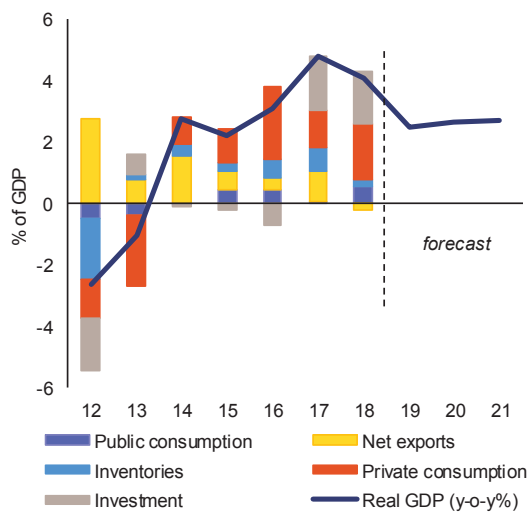 6
4
2
0
-2
-4
-6
% of GDP
forecast
12 13 14 15 16 17 18 19 20 21
Public consumption Net exports
Inventories Private consumption
Investment Real GDP (y-o-y%)